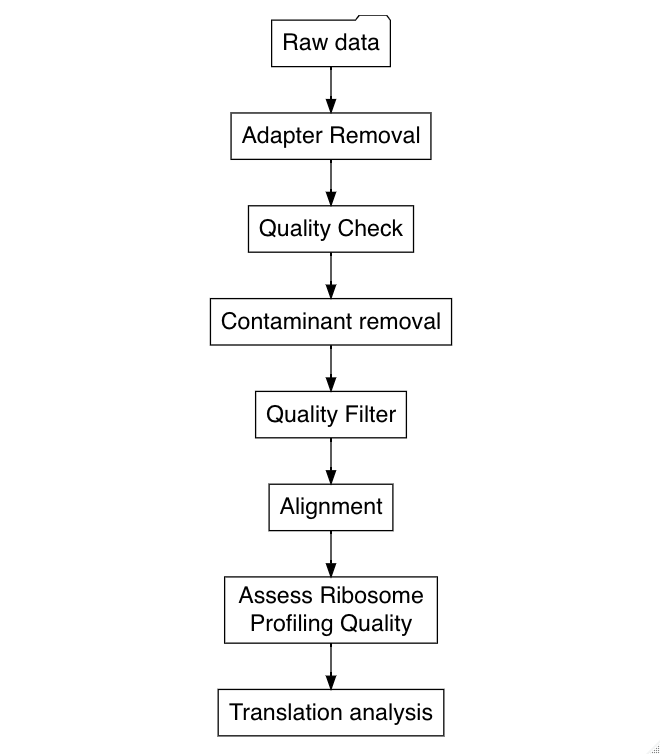 Raw data
Adapter Removal
Quality Check
Contaminant removal
Quality Filter
Alignment
Assess Ribosome
Profiling Quality
Translation analysis